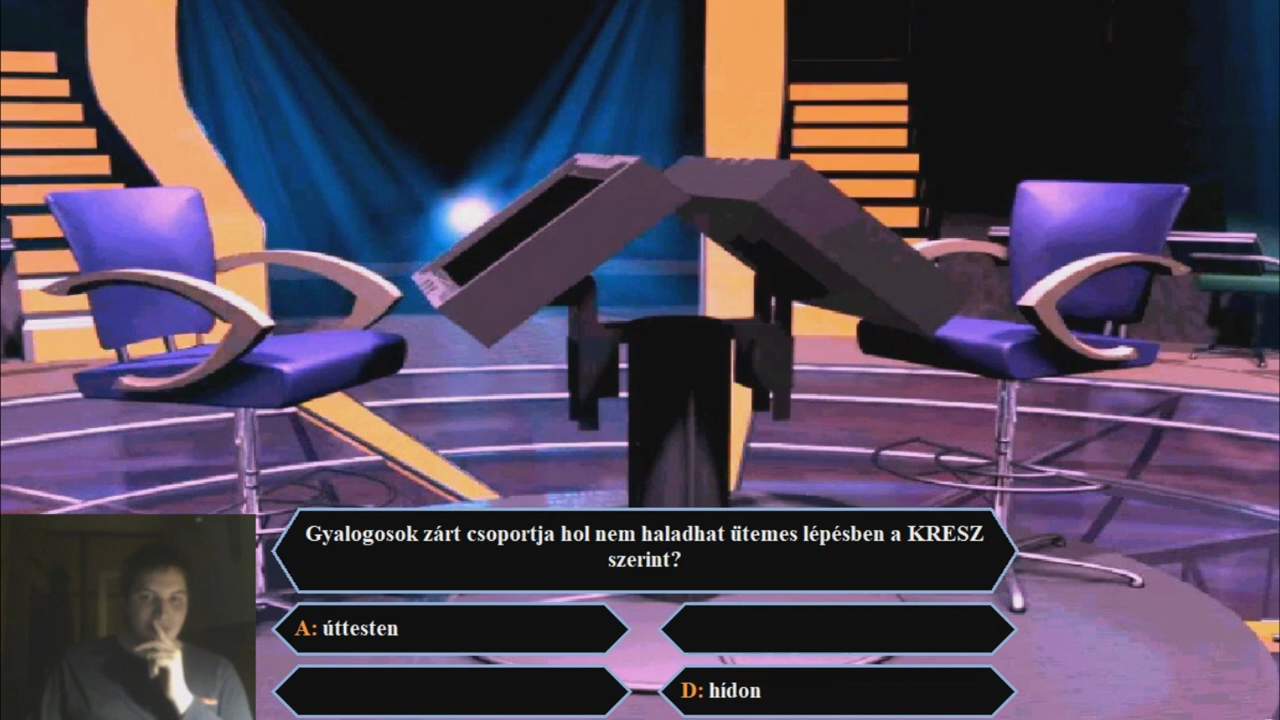 Gyalogosok zárt csoportja hol nem haladhat ütemes lépésben a KRESZ
szerint?
A: úttesten
D: hídon